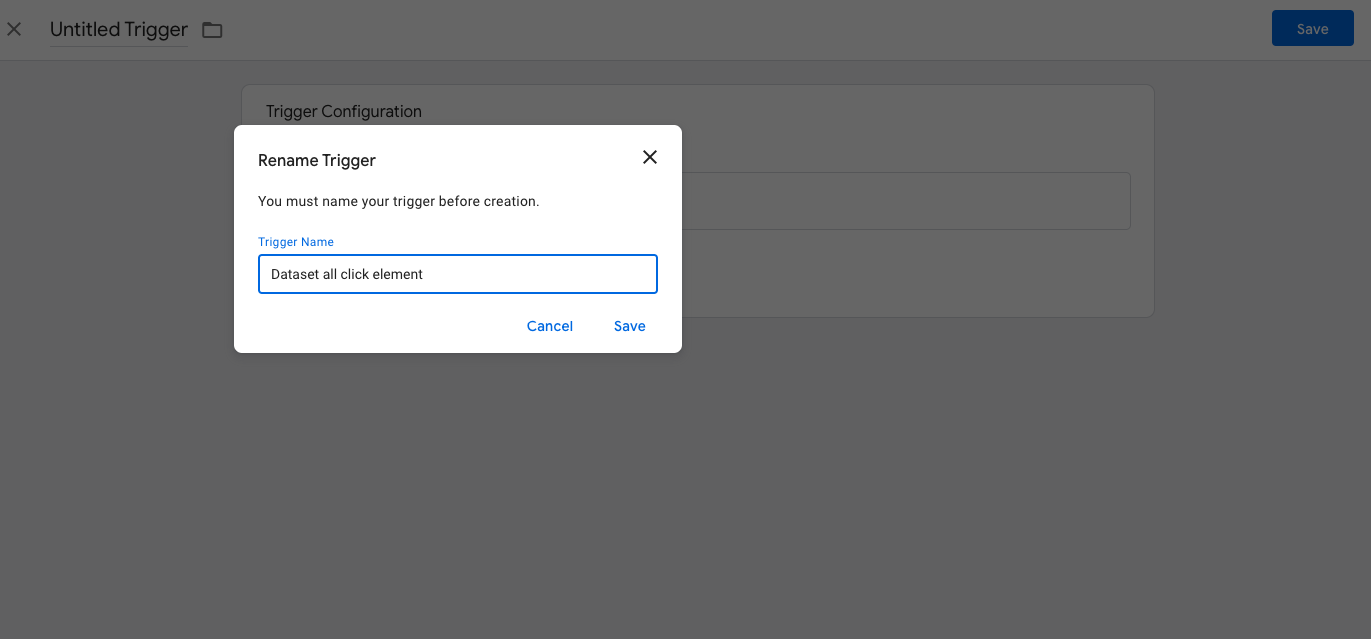 Untitled Trigger
Save
Trigger Configuration
Rename Trigger
You must name your trigger before creation.
Trigger Name
Dataset all click element
Cancel Save